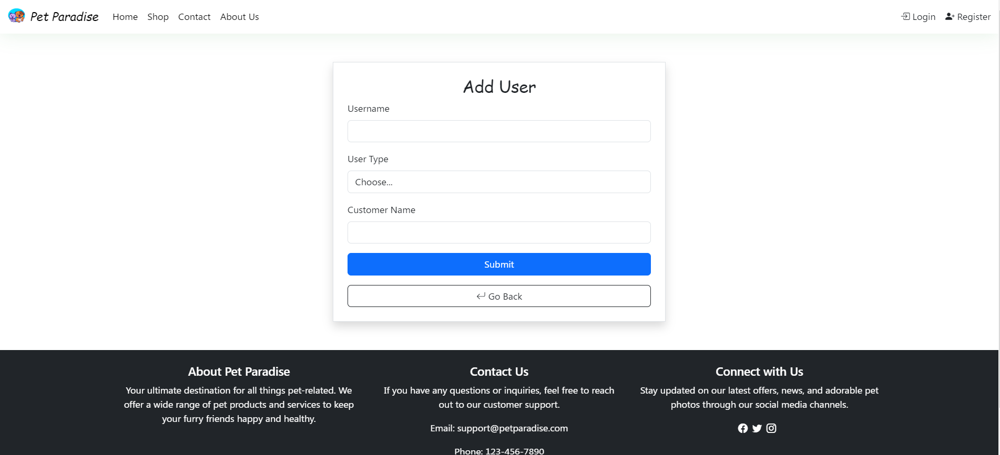 Pet Paradise
Home
Shop
Contact
About Us
Login
Register
Add User
Username
User Type
Choose...
Customer Name
Submit
Go Back
About Pet Paradise
Your ultimate destination for all things pet-related. We
offer a wide range of pet products and services to keep
your furry friends happy and healthy.
Contact Us
If you have any questions or inquiries, feel free to reach
out to our customer support.
Email: support@petparadise.com
Phone: 123-456-7890
Connect with Us
Stay updated on our latest offers, news, and adorable pet
photos through our social media channels.